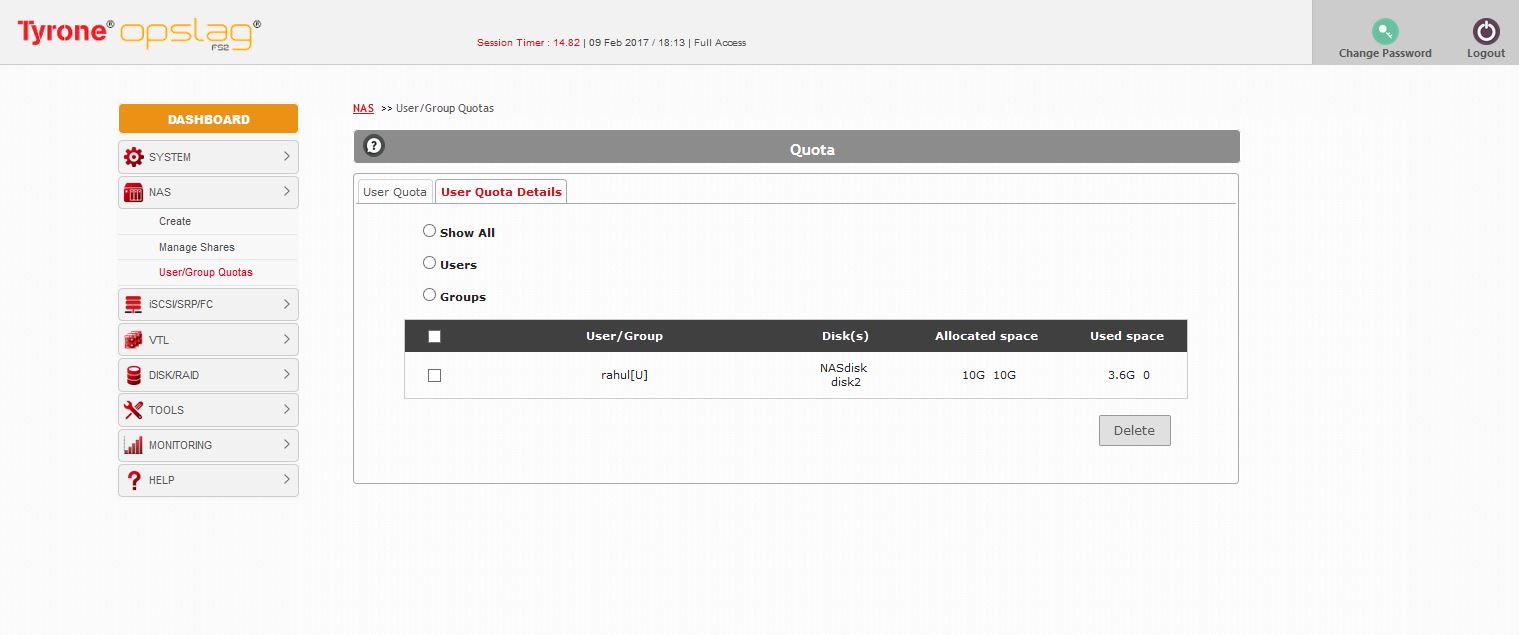 Tyrone® opslag® FS2
Session Timer : 14.82 | 09 Feb 2017 / 18:13 | Full Access
Change Password
Logout
DASHBOARD
SYSTEM
NAS
Create
Manage Shares
User/Group Quotas
iSCSI/SRP/FC
VTL
DISK/RAID
TOOLS
MONITORING
HELP
NAS >> User/Group Quotas
?
Quota
User Quota
User Quota Details
Show All
Users
Groups
User/Group Disk(s) Allocated space Used space
rahul[U] NASdisk 10G 10G 3.6G 0
disk2
Delete